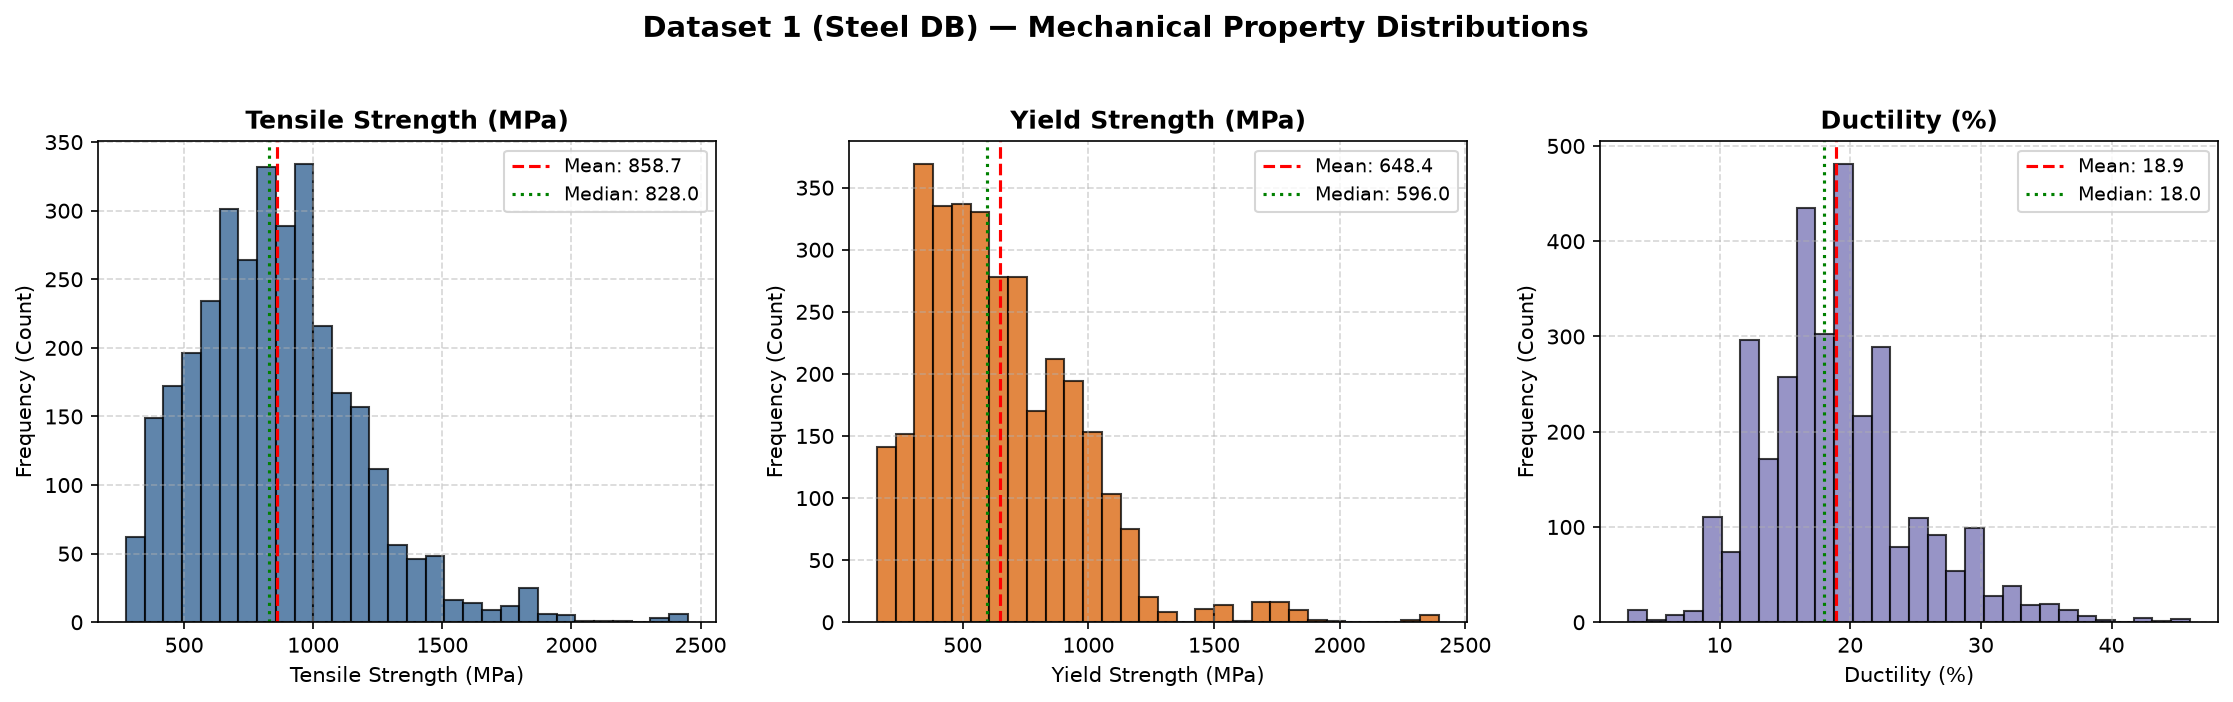 Dataset 1 (Steel DB) — Mechanical Property Distributions
Tensile Strength (MPa)
Frequency (Count)
350
300
250
200
150
100
50
0
Mean: 858.7
Median: 828.0
500 1000 1500 2000 2500
Tensile Strength (MPa)
Yield Strength (MPa)
Frequency (Count)
350
300
250
200
150
100
50
0
Mean: 648.4
Median: 596.0
500 1000 1500 2000 2500
Yield Strength (MPa)
Ductility (%)
Frequency (Count)
500
400
300
200
100
0
Mean: 18.9
Median: 18.0
10 20 30 40
Ductility (%)